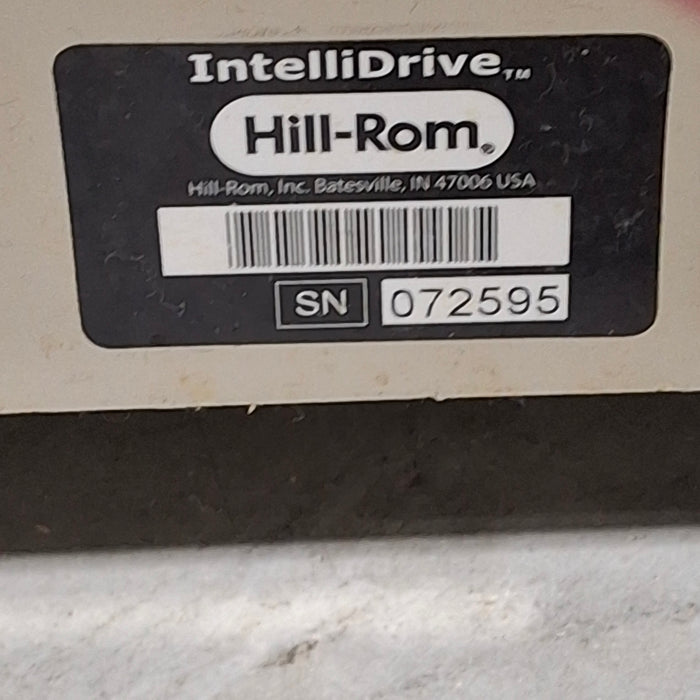 IntelliDrive™
Hill-Rom®
Hill-Rom, Inc. Batesville, IN 47006 USA
SN 072595